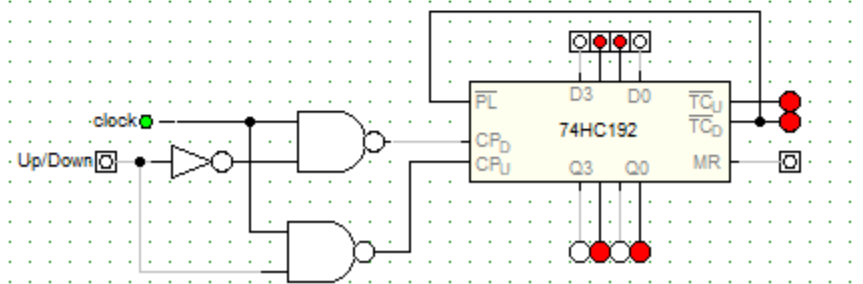 clock
Up/Down
PL
CPD
CPU
D3 D0
74HC192
Q3 Q0
TCU
TCD
MR